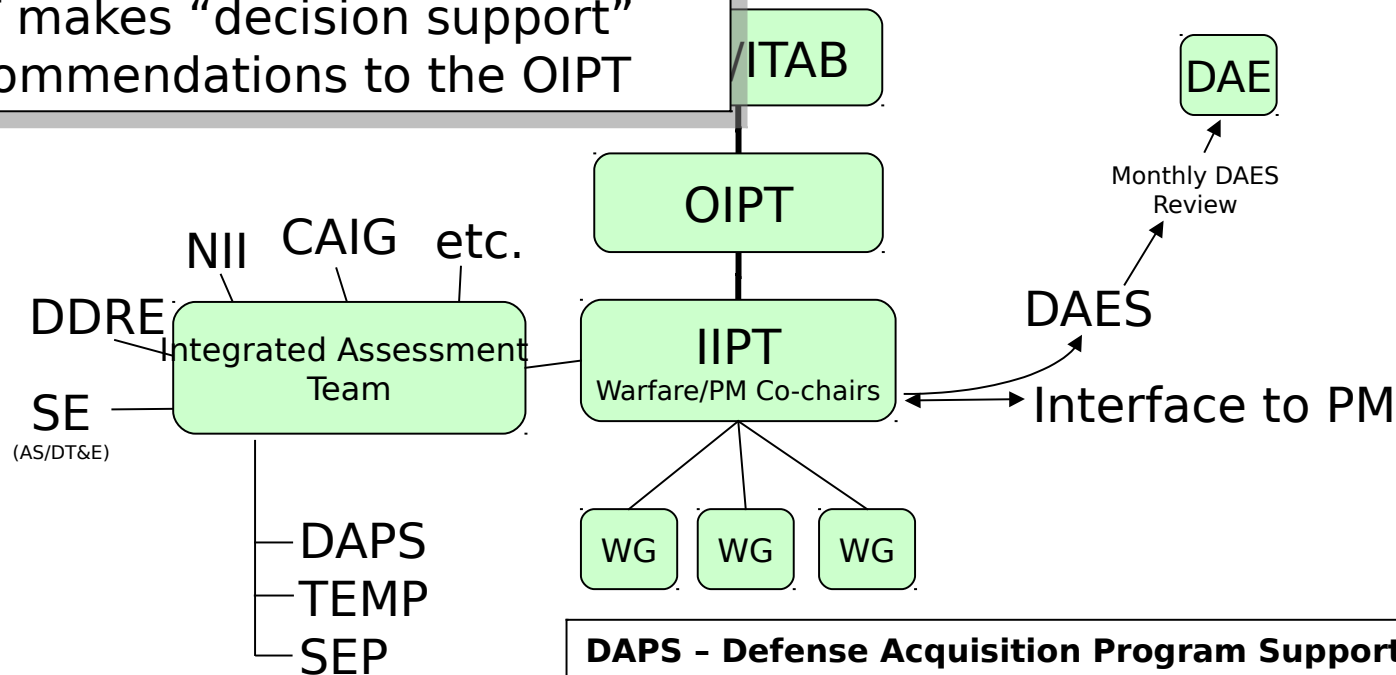 makes “decision support”
ommendations to the OIPT
/ITAB
DAE
OIPT
Monthly DAES
Review
NII
CAIG
etc.
DDRE
Integrated Assessment
Team
IIPT
Warfare/PM Co-chairs
DAES
Interface to PM
SE
(AS/DT&E)
WG
WG
WG
DAPS
TEMP
SEP
DAPS – Defense Acquisition Program Support